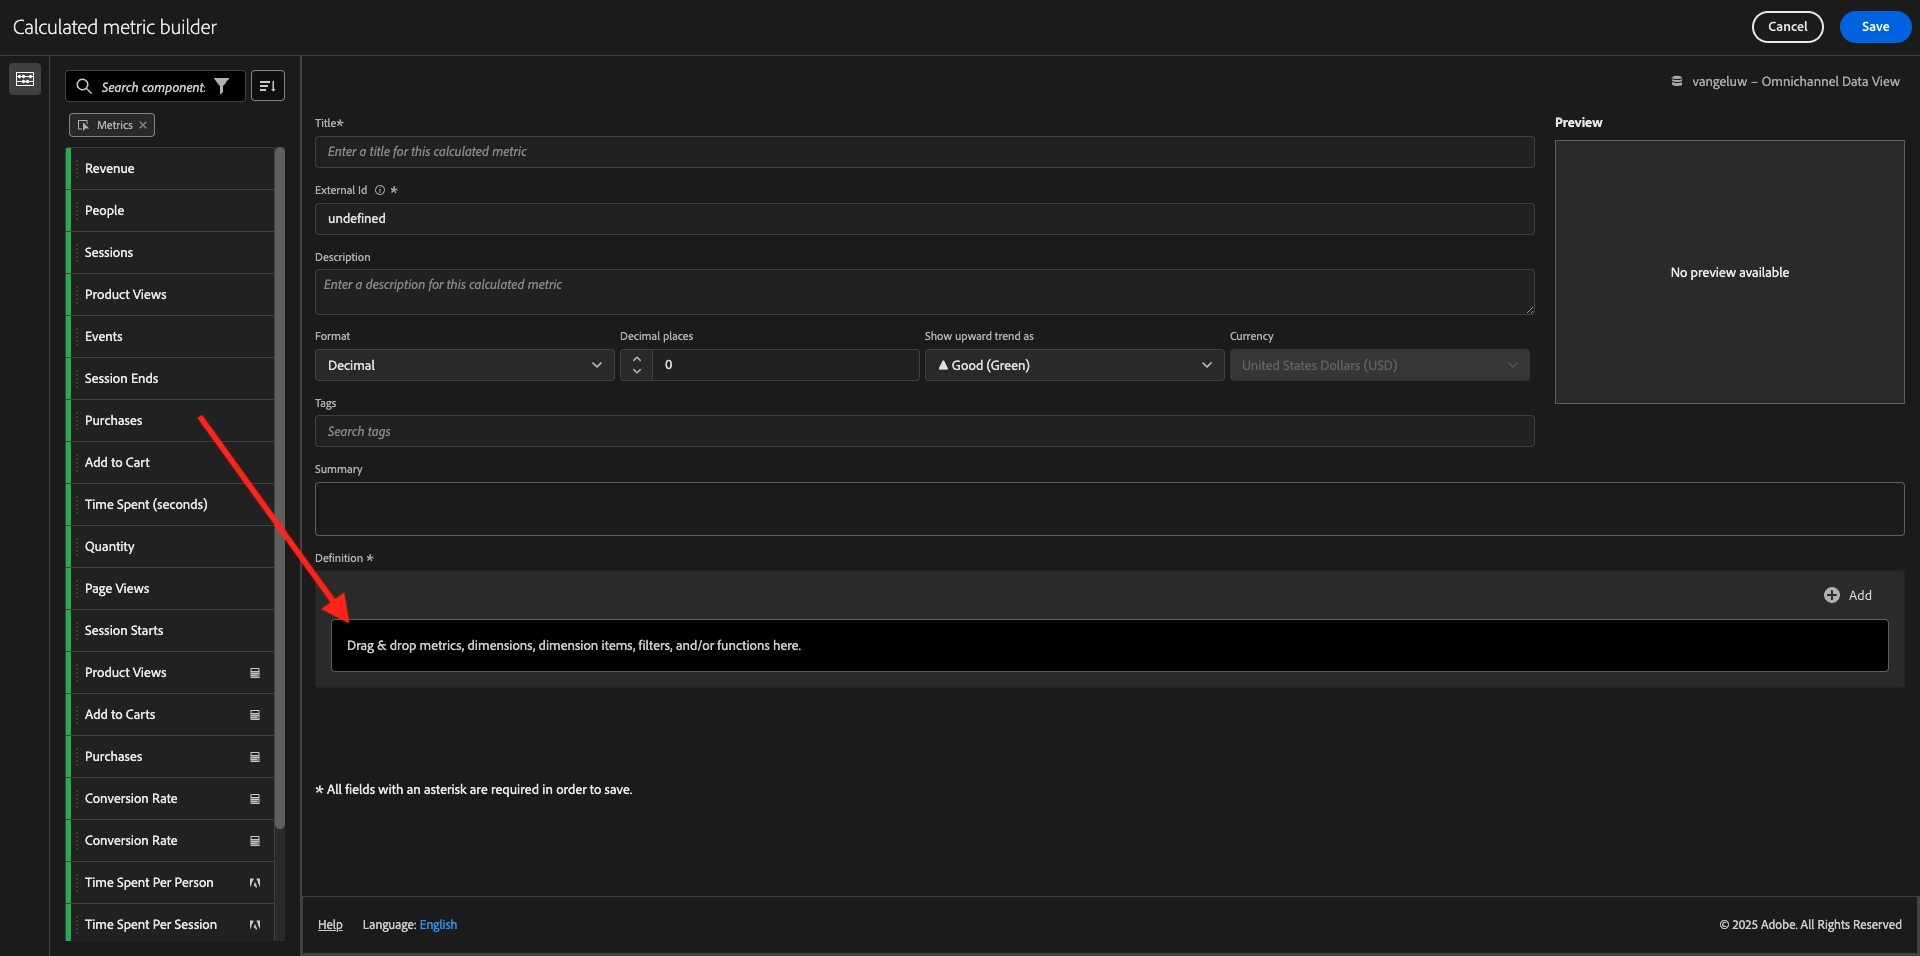 Calculated metric builder
Cancel
Save
Search component
Metrics
Revenue
People
Sessions
Product Views
Events
Session Ends
Purchases
Add to Cart
Time Spent (seconds)
Quantity
Page Views
Session Starts
Product Views
Add to Carts
Purchases
Conversion Rate
Conversion Rate
Time Spent Per Person
Time Spent Per Session
vangeluw – Omnichannel Data View
Title*
Enter a title for this calculated metric
External Id *
undefined
Description
Enter a description for this calculated metric
Format
Decimal places
Show upward trend as
Currency
Decimal
0
Good (Green)
United States Dollars (USD)
Tags
Search tags
Preview
No preview available
Summary
Definition *
Add
Drag & drop metrics, dimensions, dimension items, filters, and/or functions here.
* All fields with an asterisk are required in order to save.
Help
Language: English
© 2025 Adobe. All Rights Reserved